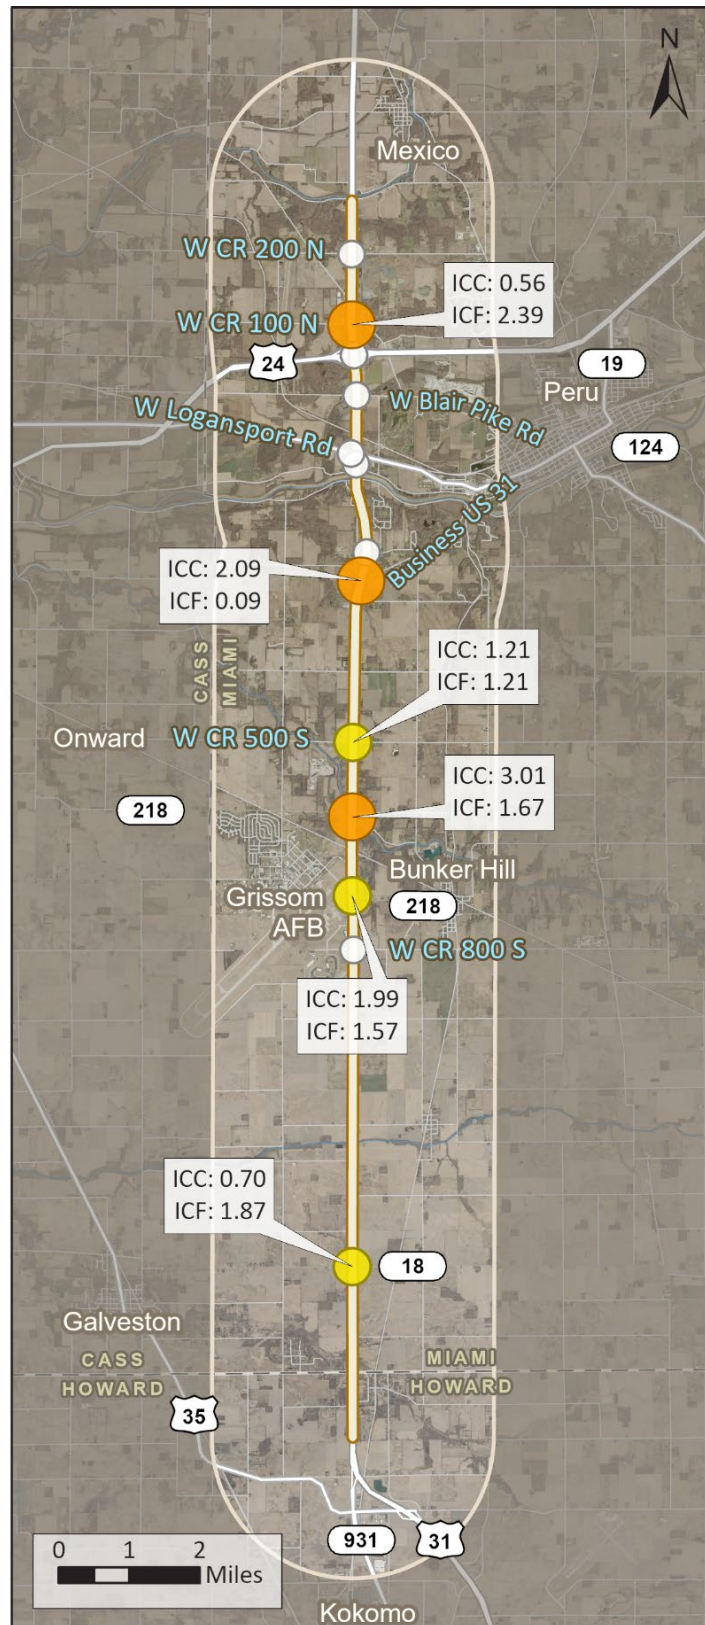 N
Mexico
W CR 200 N
ICC: 0.56
ICF: 2.39
W CR 100 N
24
19
Peru
W Logansport Rd
W Blair Pike Rd
124
Business US 31
ICC: 2.09
ICF: 0.09
CASS
MIAMI
ICC: 1.21
ICF: 1.21
Onward
W CR 500 S
ICC: 3.01
ICF: 1.67
218
Bunker Hill
Grissom
AFB
218
W CR 800 S
ICC: 1.99
ICF: 1.57
ICC: 0.70
ICF: 1.87
18
Galveston
CASS
HOWARD
MIAMI
HOWARD
35
931
31
0 1 2
Miles
Kokomo